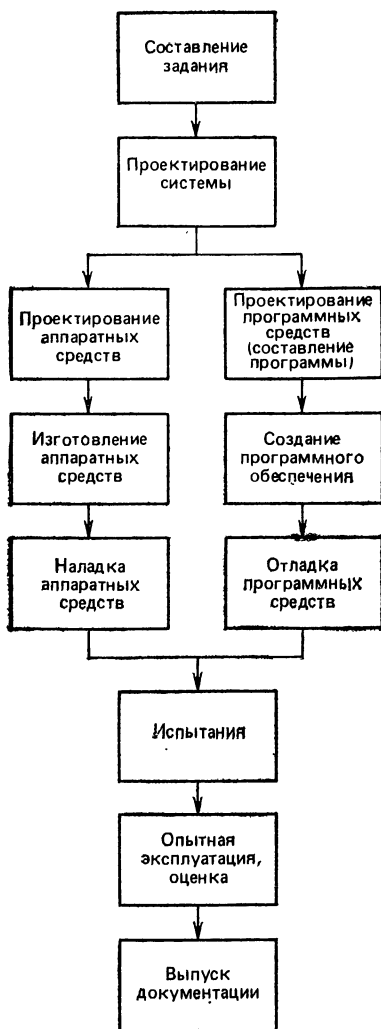 Составление
задания
Проектирование
системы
Проектирование
аппаратных
средств
Проектирование
программных
средств
(составление
программы)
Изготовление
аппаратных
средств
Создание
программного
обеспечения
Наладка
аппаратных
средств
Отладка
программных
средств
Испытания
Опытная
эксплуатация,
оценка
Выпуск
документации